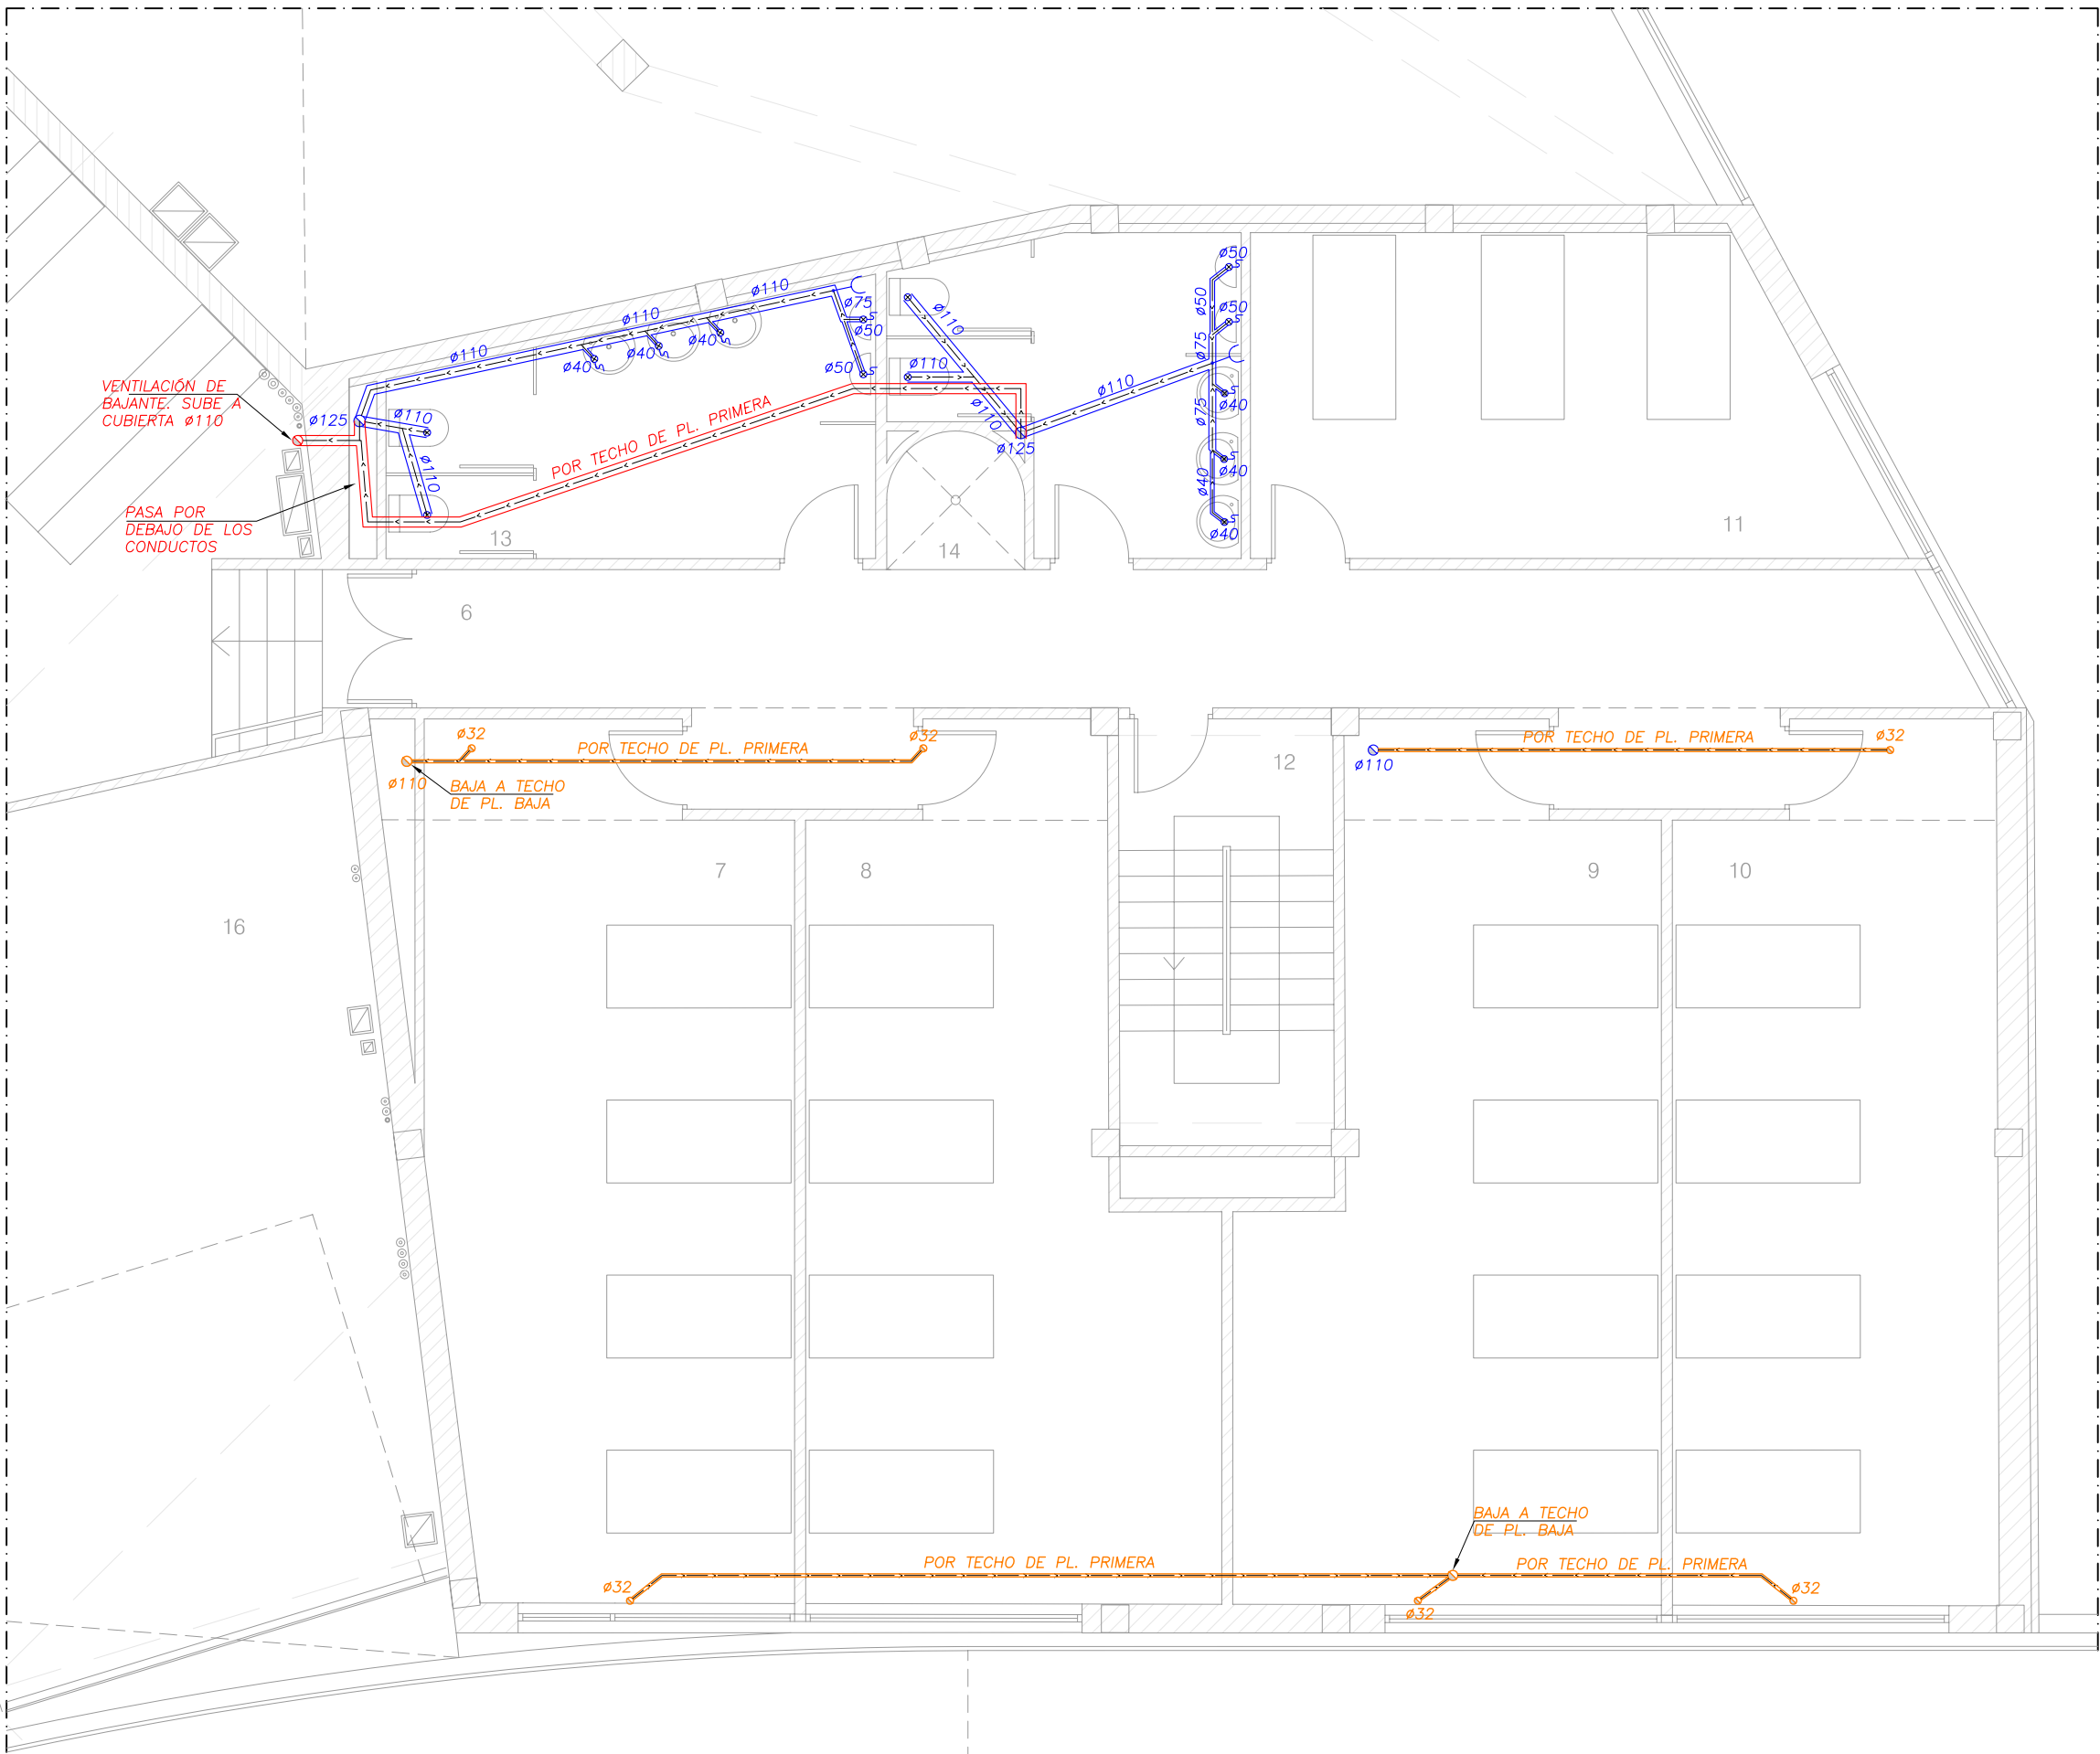 ø50
ø50
ø50
ø110
ø110
ø75
ø50
ø110
ø110
ø75
ø40
ø40
ø40
ø50
ø110
ø110
VENTILACIÓN DE
BAJANTE. SUBE A
CUBIERTA ø110
ø125
ø110
POR TECHO DE PL. PRIMERA
ø110
ø125
ø75
ø40
ø110
ø40
ø40
ø40
PASA POR
DEBAJO DE LOS
CONDUCTOS
13
14
11
6
ø32
POR TECHO DE PL. PRIMERA
ø32
12
POR TECHO DE PL. PRIMERA
ø32
ø110
ø110
BAJA A TECHO
DE PL. BAJA
7
8
9
10
16
BAJA A TECHO
DE PL. BAJA
POR TECHO DE PL. PRIMERA
POR TECHO DE PL. PRIMERA
ø32
ø32
ø32